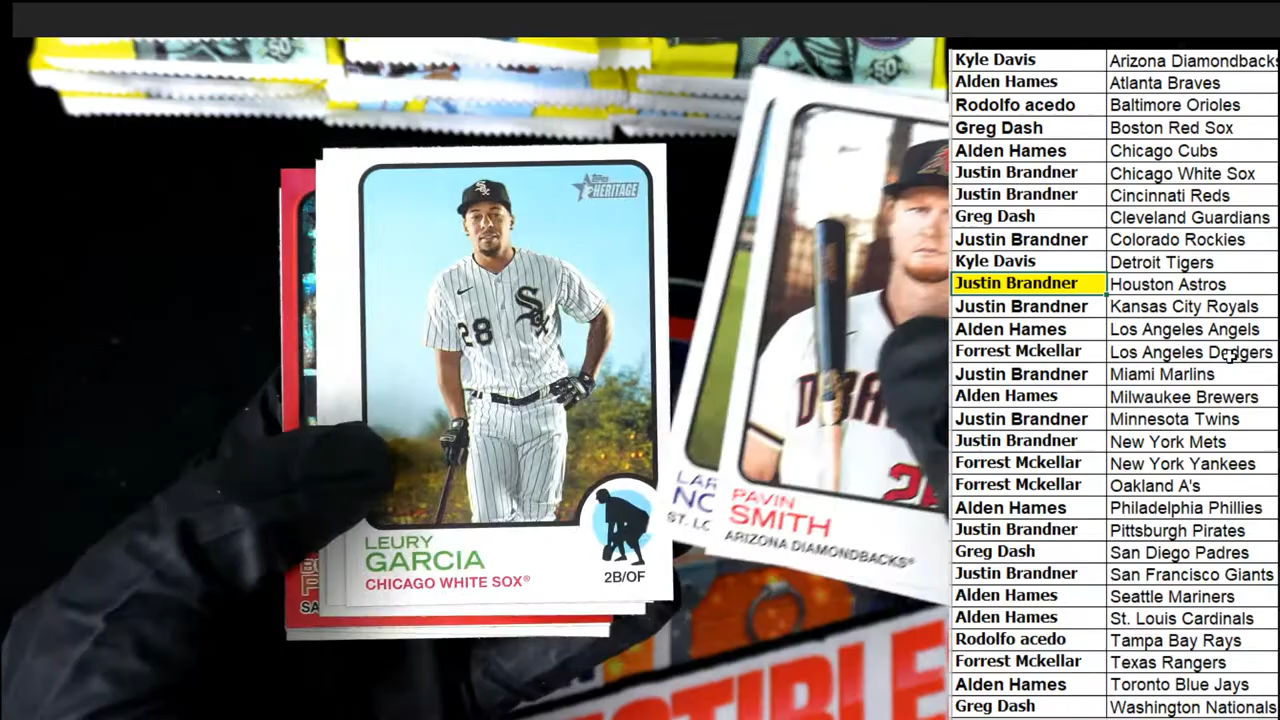 50
50
Topps
HERITAGE
28
LEURY
GARCIA
CHICAGO WHITE SOX®
2B/OF
SA
ST. LO
PAVIN
SMITH
ARIZONA DIAMONDBACKS®
Kyle Davis Arizona Diamondbacks
Alden Hames Atlanta Braves
Rodolfo acedo Baltimore Orioles
Greg Dash Boston Red Sox
Alden Hames Chicago Cubs
Justin Brandner Chicago White Sox
Justin Brandner Cincinnati Reds
Greg Dash Cleveland Guardians
Justin Brandner Colorado Rockies
Kyle Davis Detroit Tigers
Justin Brandner Houston Astros
Justin Brandner Kansas City Royals
Alden Hames Los Angeles Angels
Forrest Mckellar Los Angeles Dodgers
Justin Brandner Miami Marlins
Alden Hames Milwaukee Brewers
Justin Brandner Minnesota Twins
Justin Brandner New York Mets
Forrest Mckellar New York Yankees
Forrest Mckellar Oakland A's
Alden Hames Philadelphia Phillies
Justin Brandner Pittsburgh Pirates
Greg Dash San Diego Padres
Justin Brandner San Francisco Giants
Alden Hames Seattle Mariners
Alden Hames St. Louis Cardinals
Rodolfo acedo Tampa Bay Rays
Forrest Mckellar Texas Rangers
Alden Hames Toronto Blue Jays
Greg Dash Washington Nationals